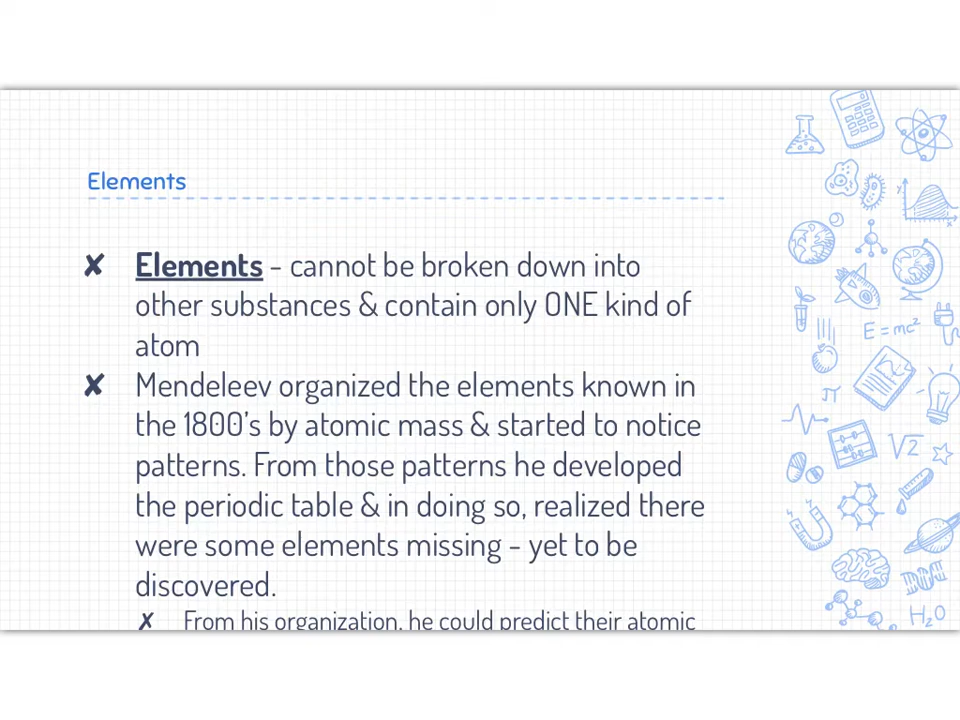 Elements
✘ Elements - cannot be broken down into
other substances & contain only ONE kind of
atom
✘ Mendeleev organized the elements known in
the 1800's by atomic mass & started to notice
patterns. From those patterns he developed
the periodic table & in doing so, realized there
were some elements missing - yet to be
discovered.
✗ From his organization, he could predict their atomic
y
x
E=mc²
π
√2
H₂O